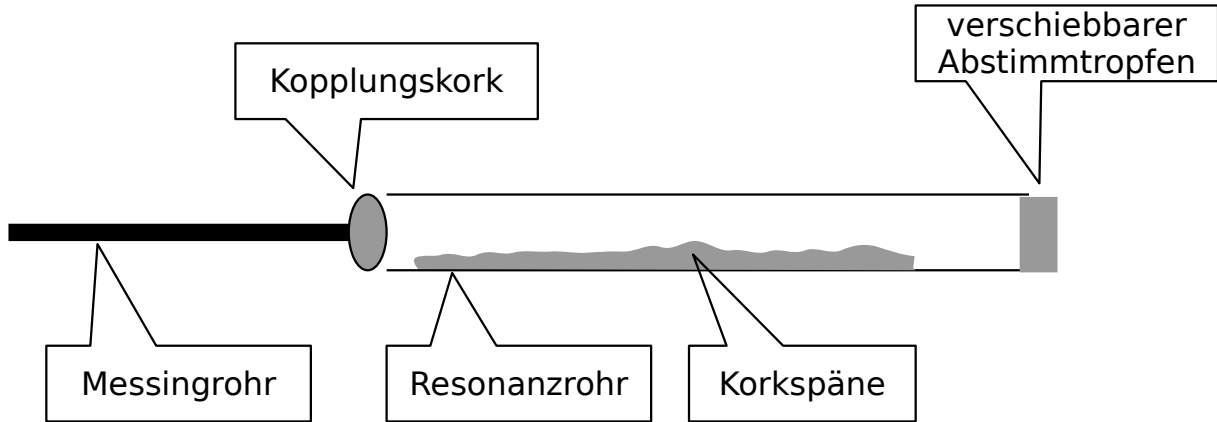 verschiebbarer
Abstimmtropfen
Kopplungskork
Messingrohr
Resonanzrohr
Korkspäne